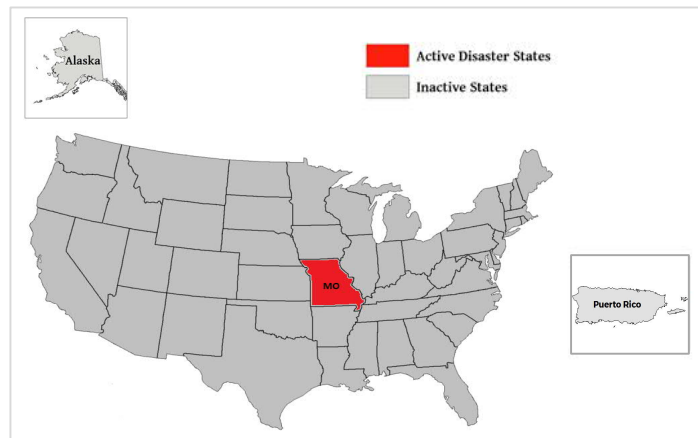 Alaska
Active Disaster States
Inactive States
MO
Puerto Rico